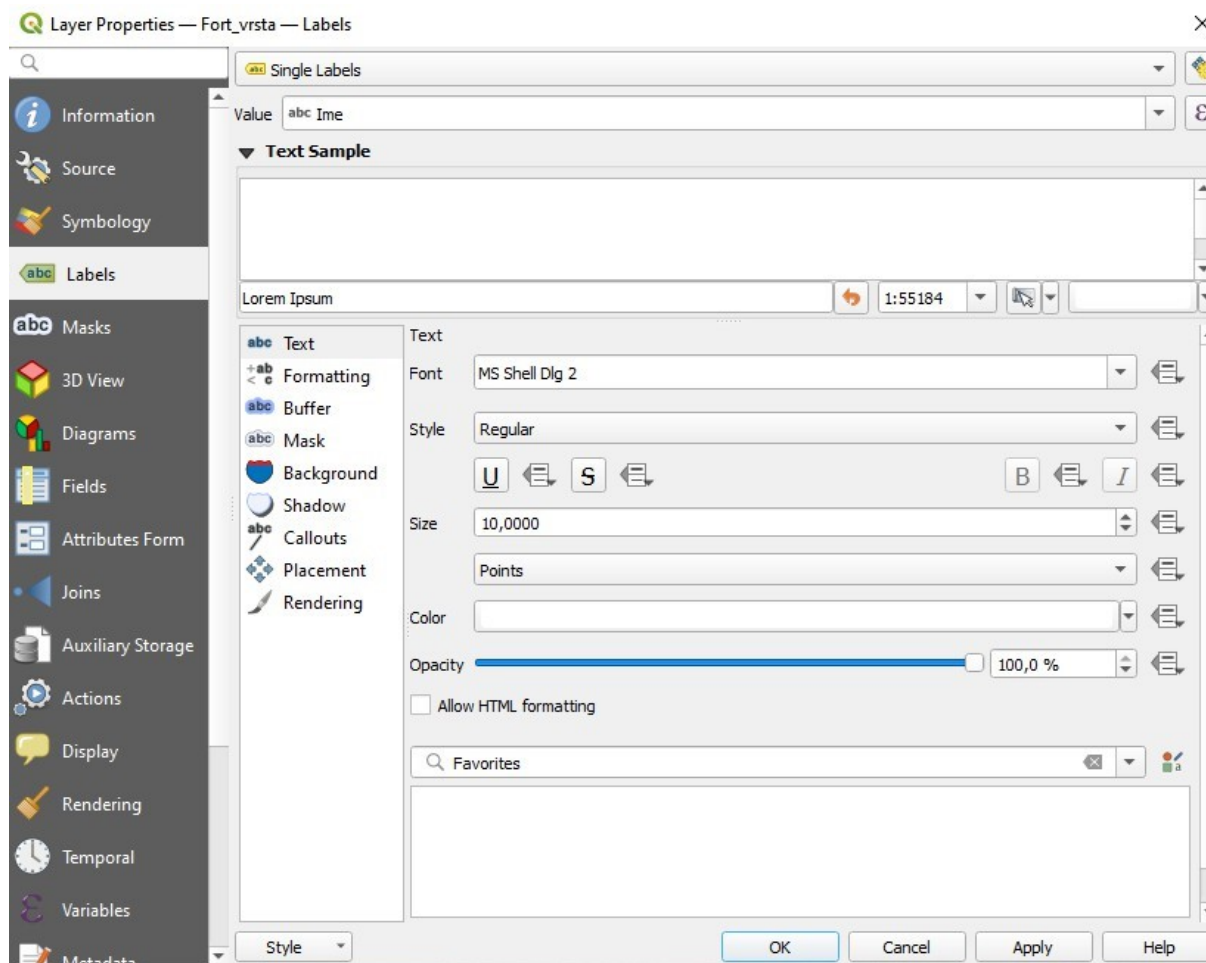 Layer Properties — Fort_vrsta — Labels
Single Labels
Information
Value abc Ime
Source
Text Sample
Symbology
abc Labels
Lorem Ipsum 1:55184
abc Masks
abc Text
Text
+ab < c Formatting
Font MS Shell Dlg 2
3D View
abc Buffer
Diagrams
abc Mask
Style Regular
Background
U S B I
Fields
Shadow
Size 10,0000
Attributes Form
abc Callouts
Placement
Points
Joins
Rendering
Color
Auxiliary Storage
Opacity 100,0 %
Actions
Allow HTML formatting
Display
Favorites
Rendering
Temporal
Variables
Style OK Cancel Apply Help
Metadata